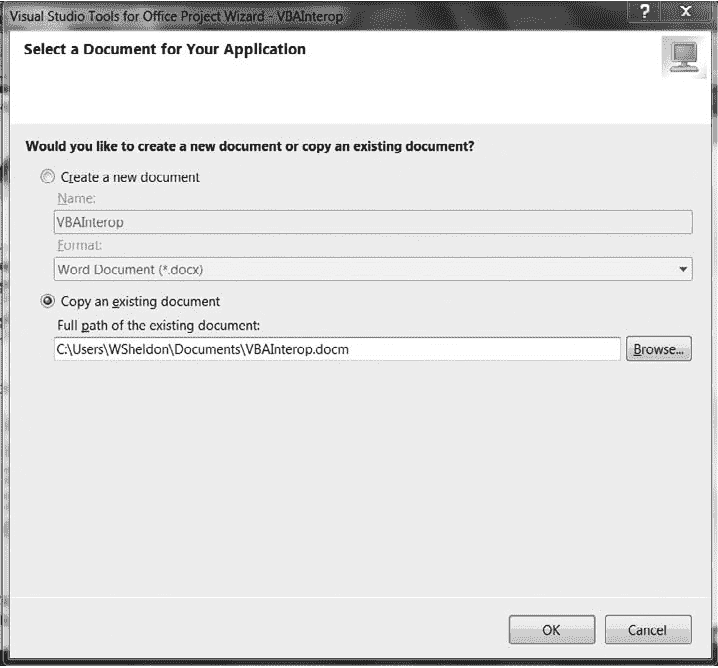 Visual Studio Tools for Office Project Wizard - VBAInterop
Select a Document for Your Application
Would you like to create a new document or copy an existing document?
Create a new document
Name:
VBAInterop
Format:
Word Document (*.docx)
Copy an existing document
Full path of the existing document:
C:\Users\WSheldon\Documents\VBAInterop.docm
Browse...
OK
Cancel